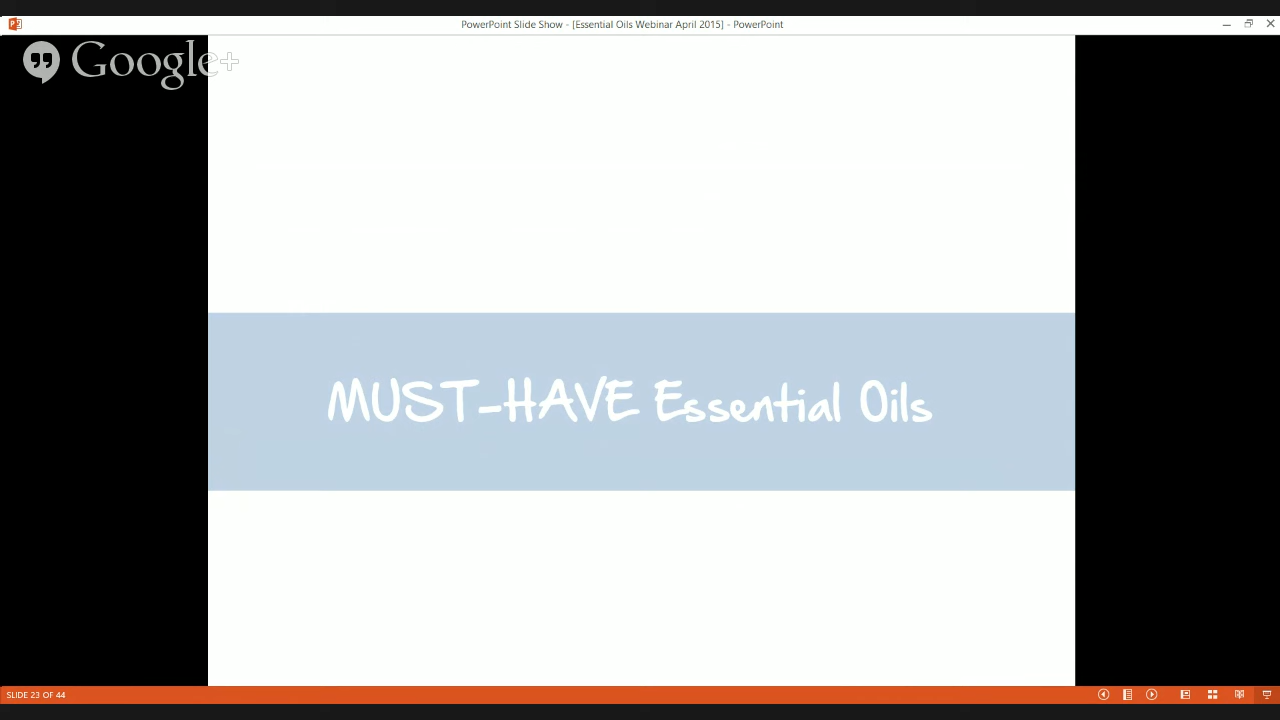 PowerPoint Slide Show - [Essential Oils Webinar April 2015] - PowerPoint
Google+
MUST-HAVE Essential Oils
SLIDE 23 OF 44